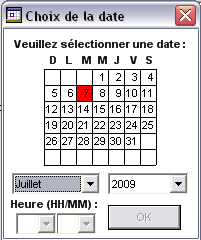 Choix de la date
Veuillez sélectionner une date :
D L M M J V S
1 2 3 4
5 6 7 8 9 10 11
12 13 14 15 16 17 18
19 20 21 22 23 24 25
26 27 28 29 30 31
Juillet 2009
Heure (HH/MM) :
OK